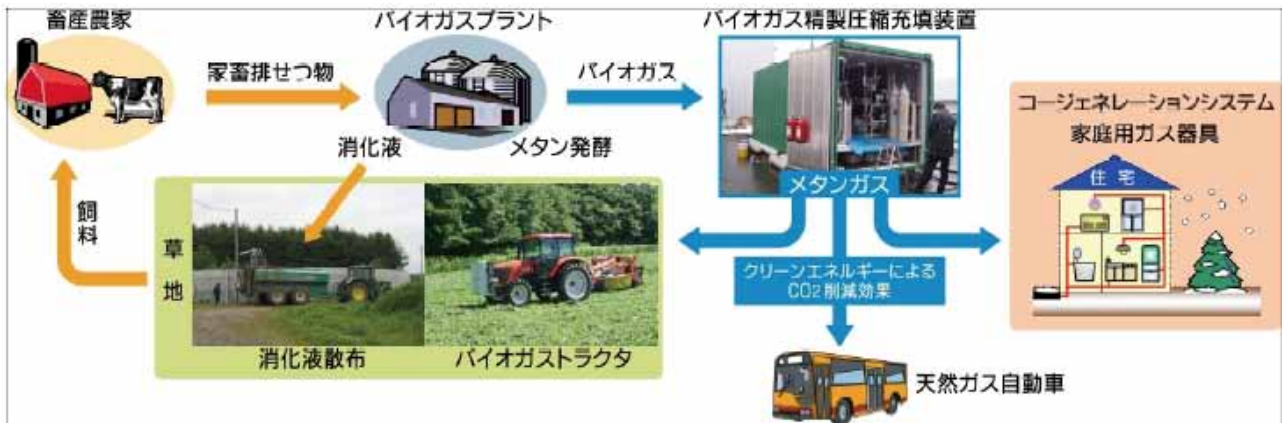 畜産農家
バイオガスプラント
バイオガス精製圧縮充填装置
家畜排せつ物
バイオガス
コージェネレーションシステム
家庭用ガス器具
消化液
メタン発酵
住宅
メタンガス
飼料
草地
クリーンエネルギーによる
CO2削減効果
消化液散布
バイオガストラクタ
天然ガス自動車